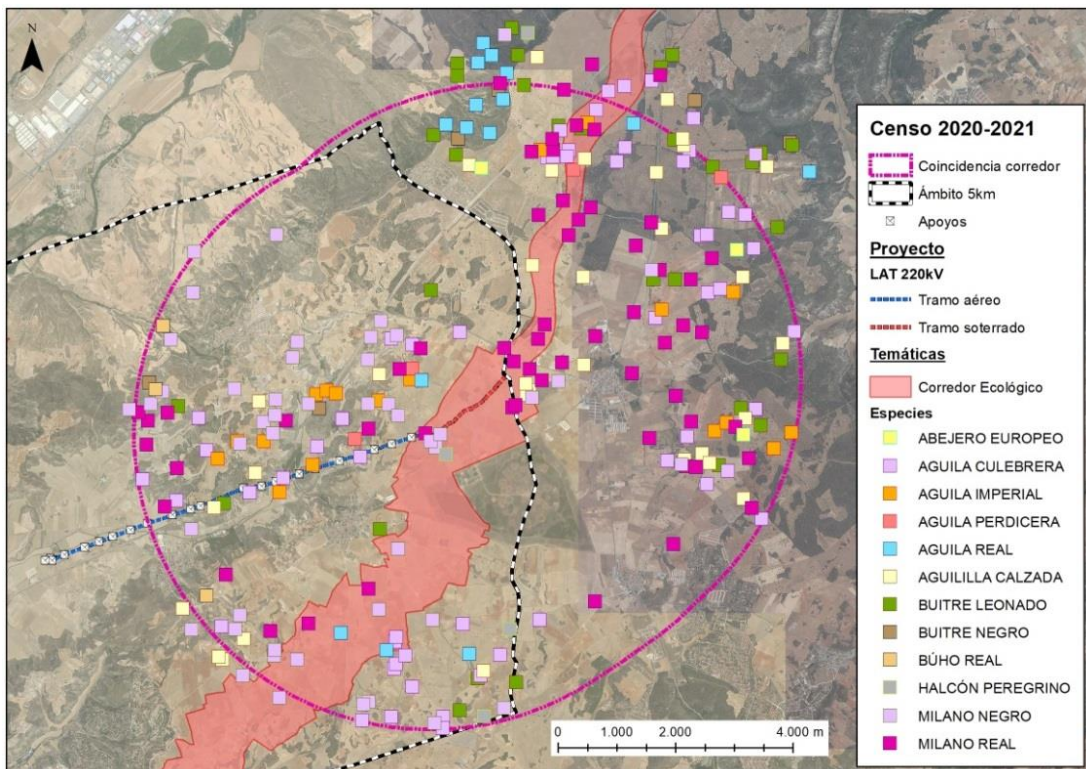 N
Censo 2020-2021
Coincidencia corredor
Ámbito 5km
Apoyos
Proyecto
LAT 220kV
Tramo aéreo
Tramo soterrado
Temáticas
Corredor Ecológico
Especies
ABEJERO EUROPEO
AGUILA CULEBRERA
AGUILA IMPERIAL
AGUILA PERDICERA
AGUILA REAL
AGUILILLA CALZADA
BUITRE LEONADO
BUITRE NEGRO
BÚHO REAL
HALCÓN PEREGRINO
MILANO NEGRO
MILANO REAL
0 1.000 2.000 4.000 m